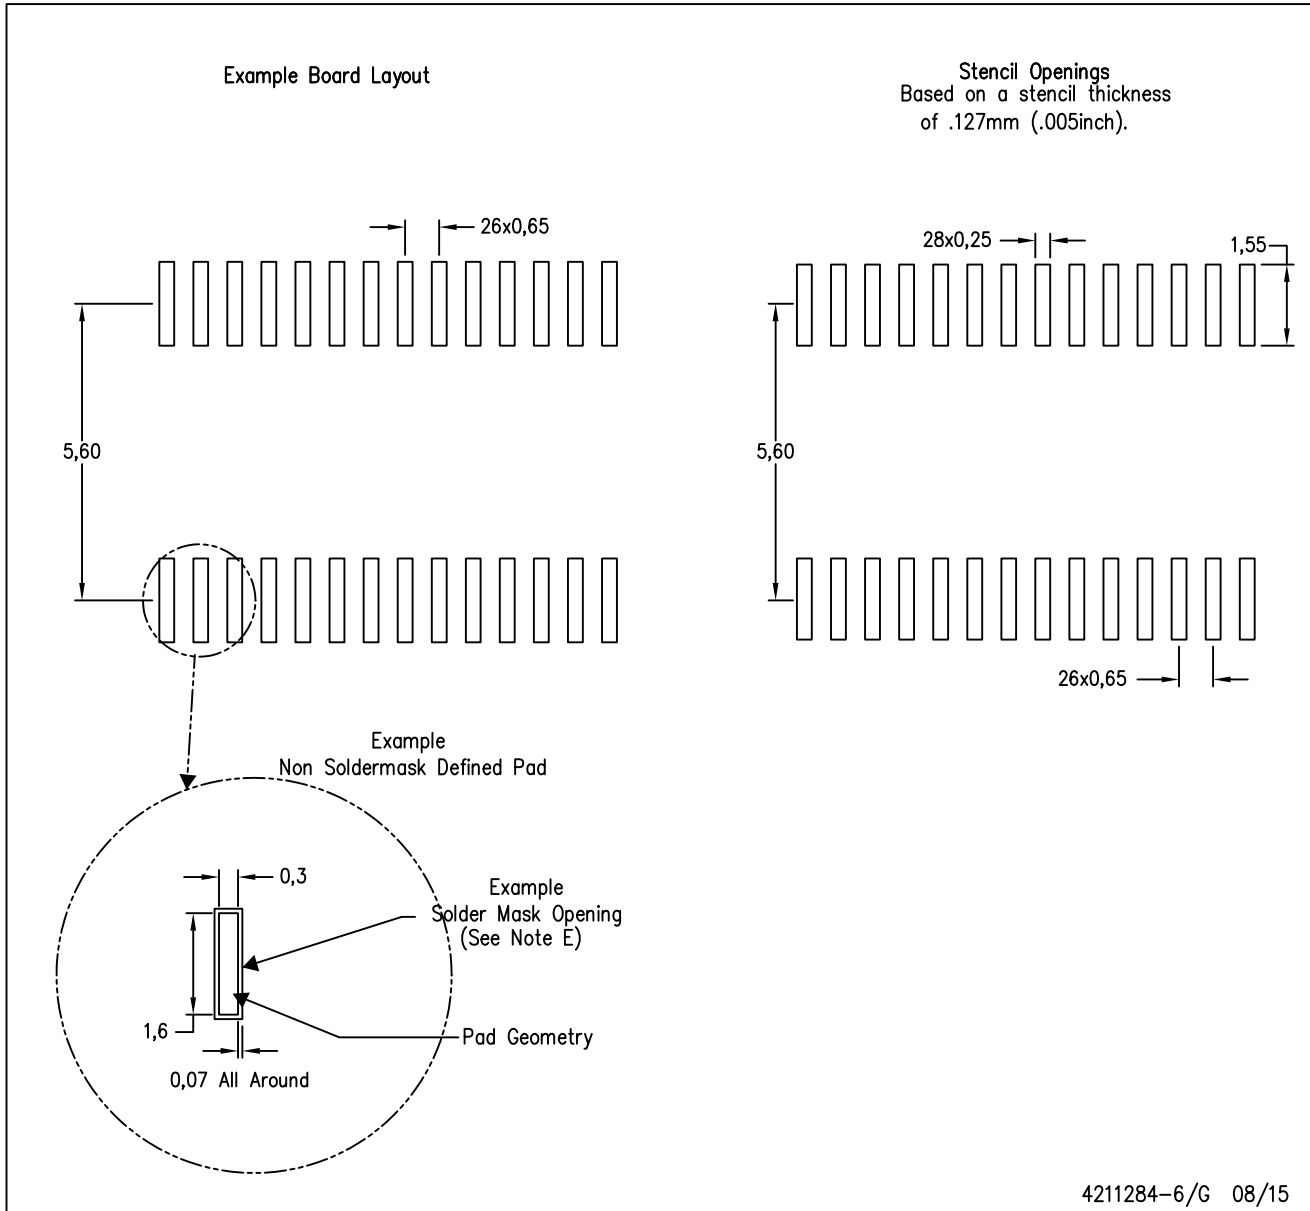 Example Board Layout
Stencil Openings
Based on a stencil thickness
of .127mm (.005inch).
26x0,65
28x0,25
1,55
5,60
5,60
26x0,65
Example
Non Soldermask Defined Pad
0,3
Example
Solder Mask Opening
(See Note E)
1,6
Pad Geometry
0,07 All Around
4211284-6/G 08/15